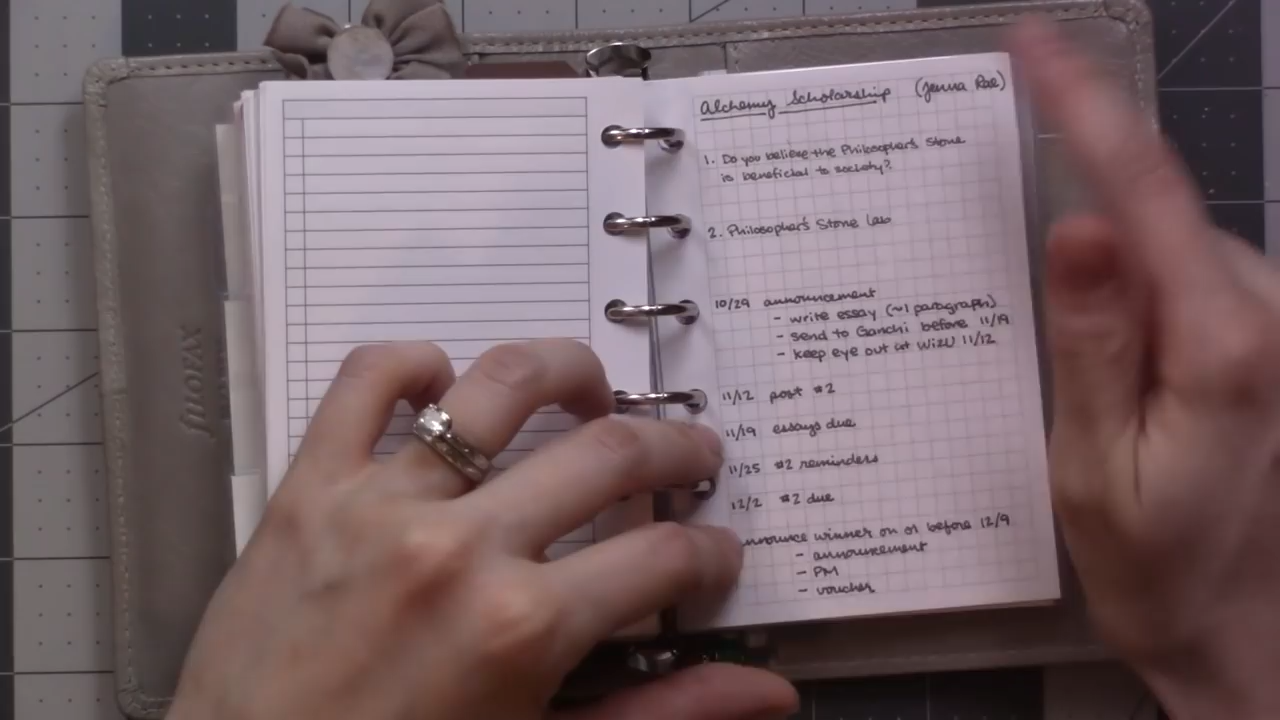 FILOFAX
Alchemy Scholarship (Jenna Rae)
1. Do you believe the Philosopher's Stone
is beneficial to society?
2. Philosopher's Stone Lab
10/29 announcement
- write essay (~1 paragraph)
- send to Ganchi before 11/19
- keep eye out at WizU 11/12
11/12 post #2
11/19 essays due
11/25 #2 reminders
12/2 #2 due
announce winner on or before 12/9
- announcement
- PM
- voucher